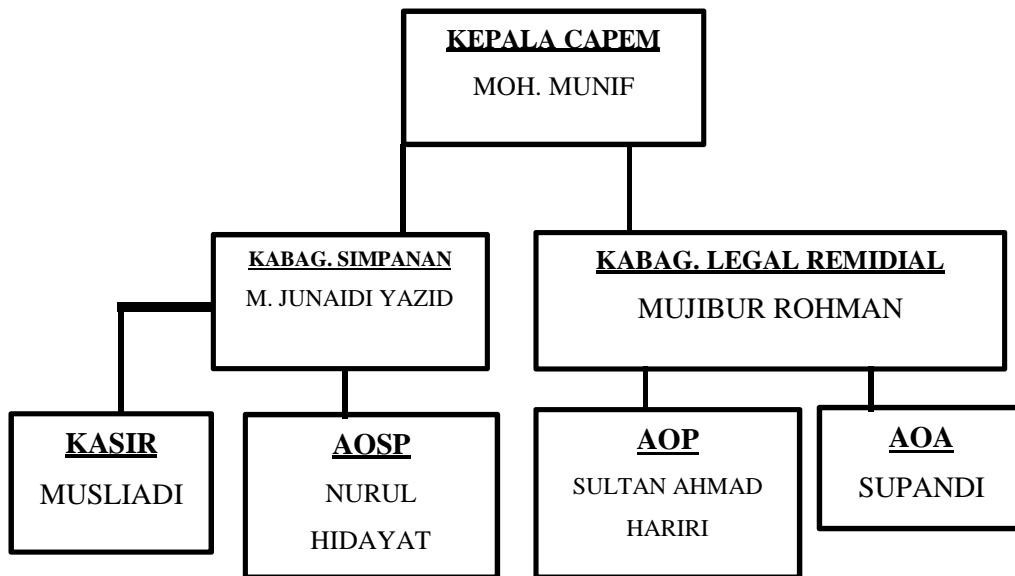 KEPALA CAPEM
MOH. MUNIF
KABAG. SIMPANAN
M. JUNAIDI YAZID
KABAG. LEGAL REMIDIAL
MUJIBUR ROHMAN
KASIR
MUSLIADI
AOSP
NURUL
HIDAYAT
AOP
SULTAN AHMAD
HARIRI
AOA
SUPANDI